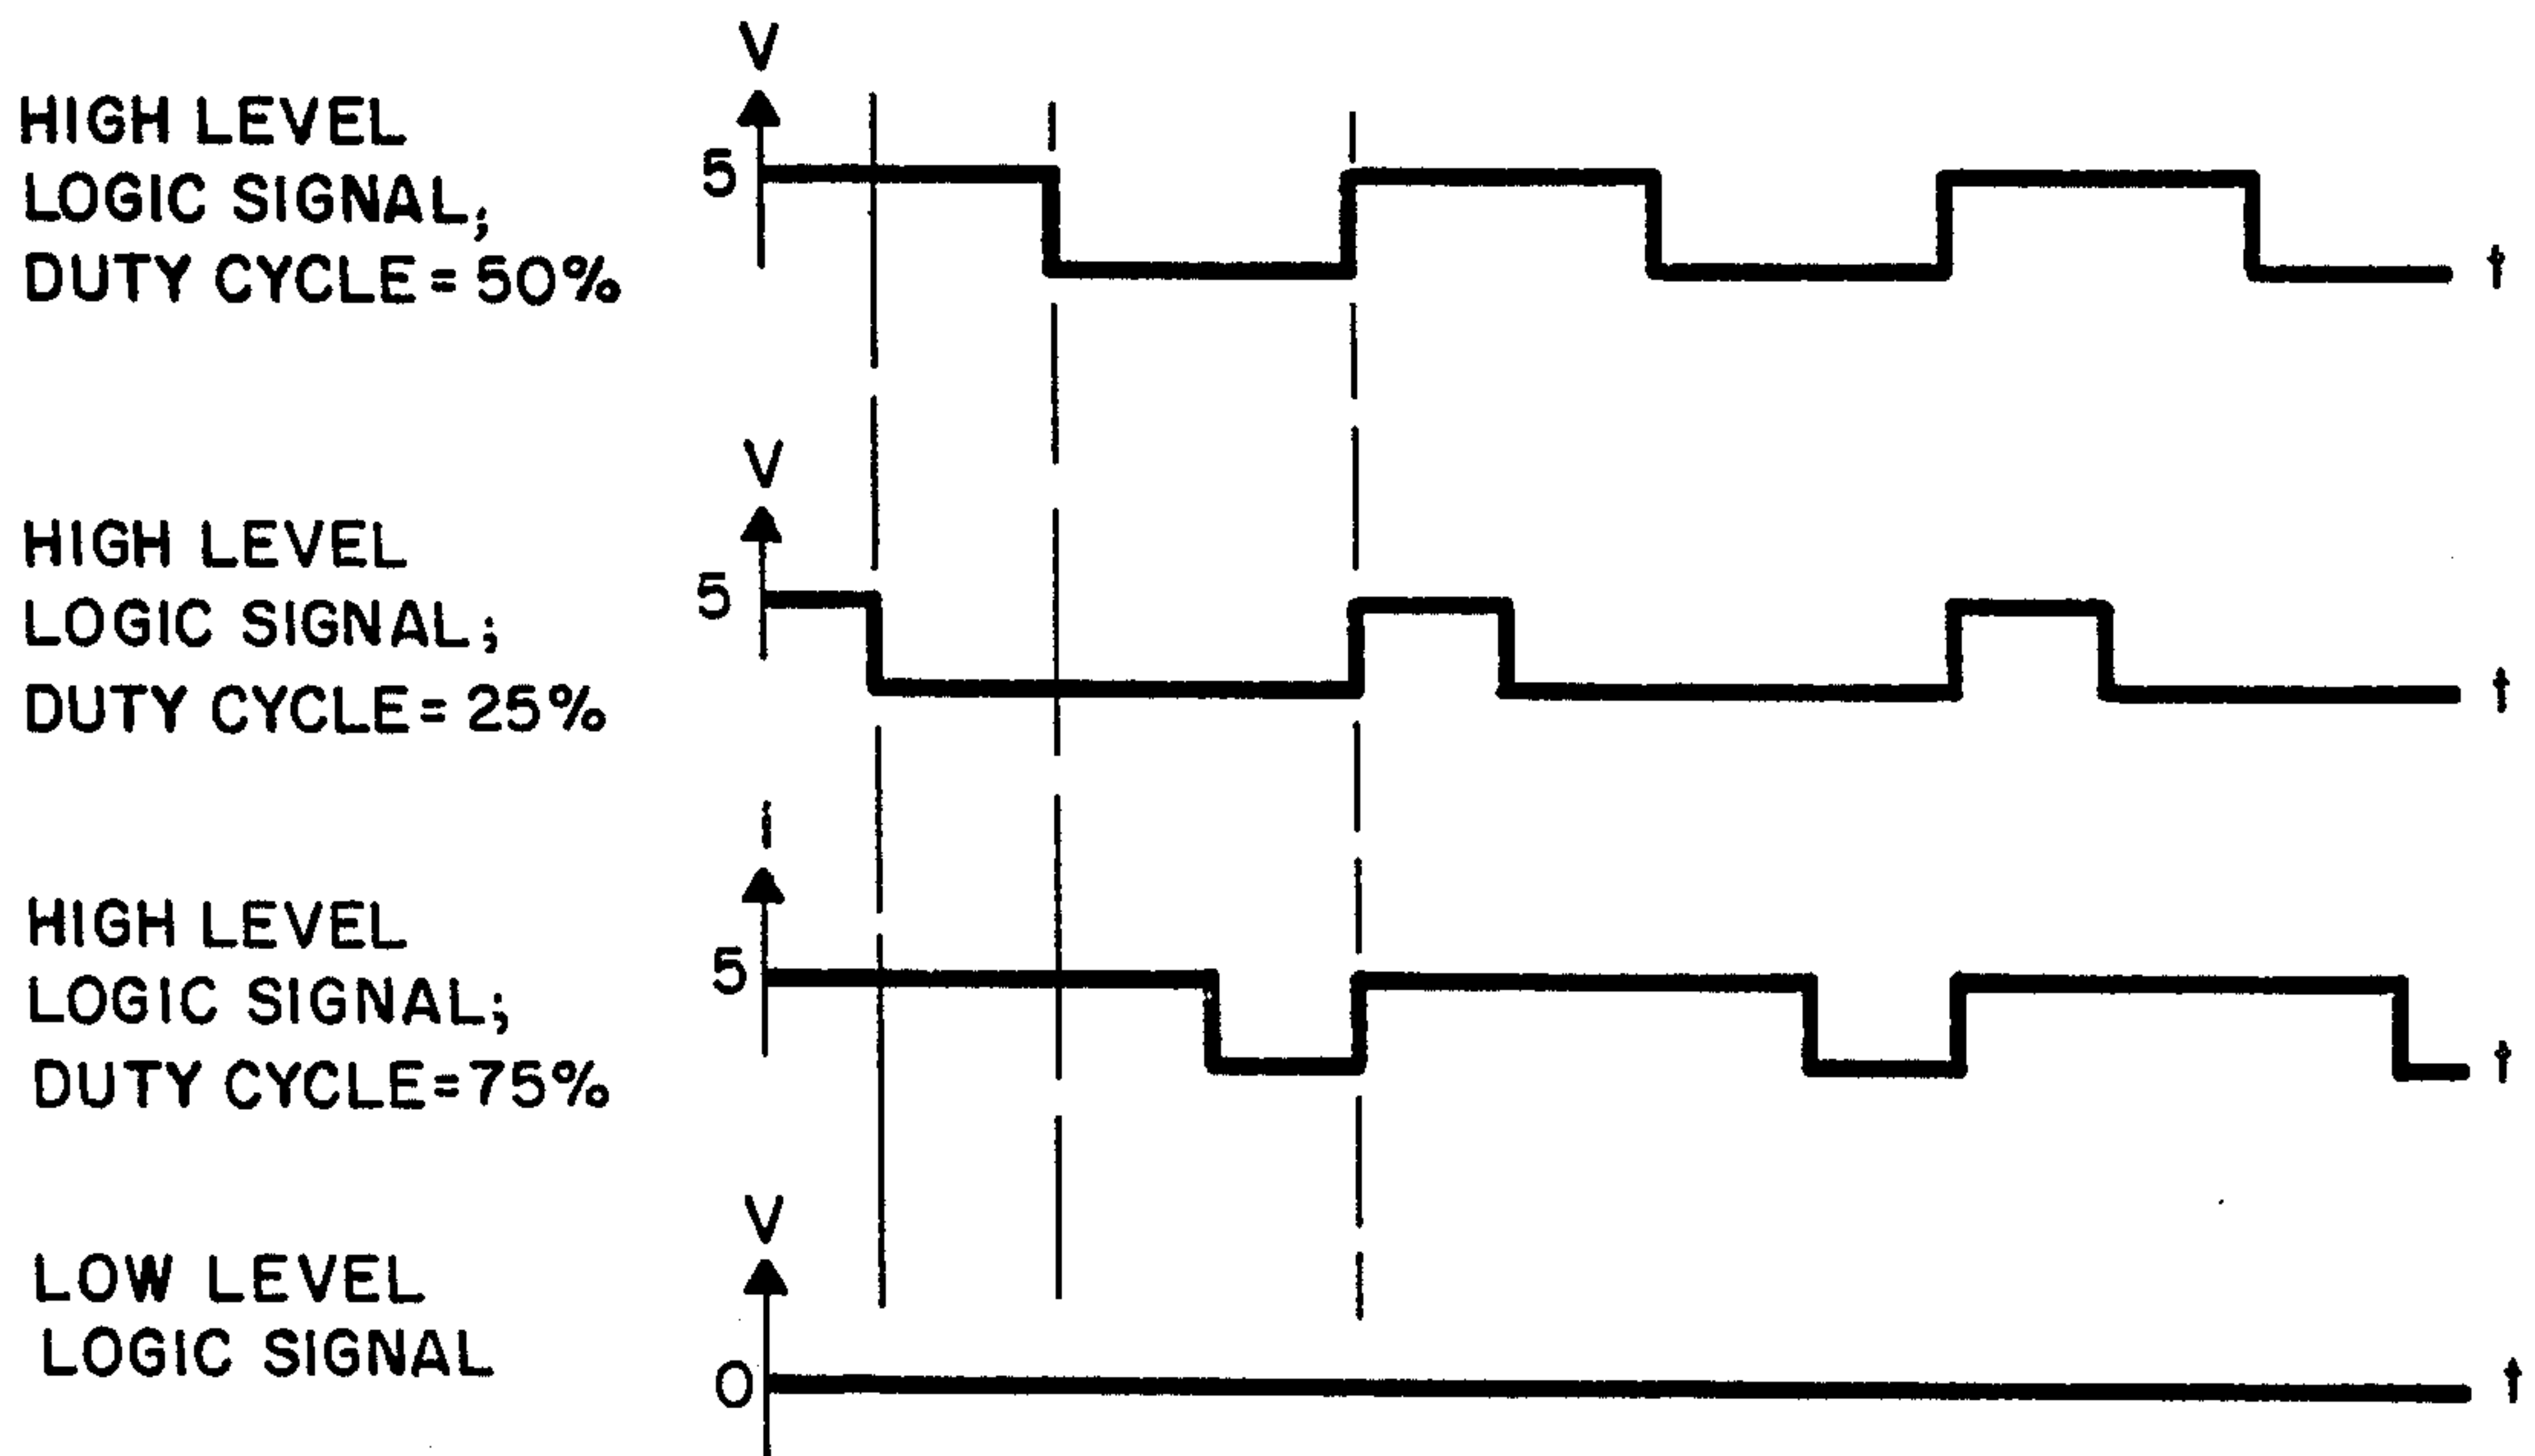 V
HIGH LEVEL
LOGIC SIGNAL;
DUTY CYCLE = 50%
5
t
V
HIGH LEVEL
LOGIC SIGNAL;
DUTY CYCLE = 25%
5
t
HIGH LEVEL
LOGIC SIGNAL;
DUTY CYCLE=75%
5
t
V
LOW LEVEL
LOGIC SIGNAL
0
t